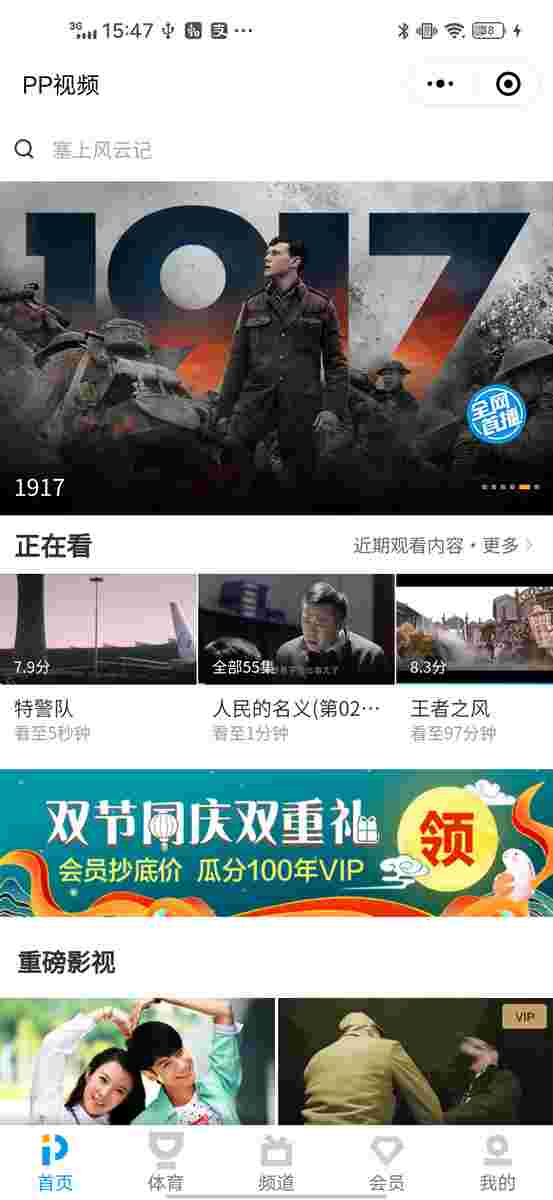 3G 15:47
8
PP视频
塞上风云记
1917
全网
首播
1917
正在看
近期观看内容·更多
7.9分
全部55集
8.3分
特警队
人民的名义(第02…
王者之风
看至5秒钟
看至1分钟
看至97分钟
双节同庆双重礼
领
会员抄底价 瓜分100年VIP
重磅影视
VIP
首页
体育
频道
会员
我的